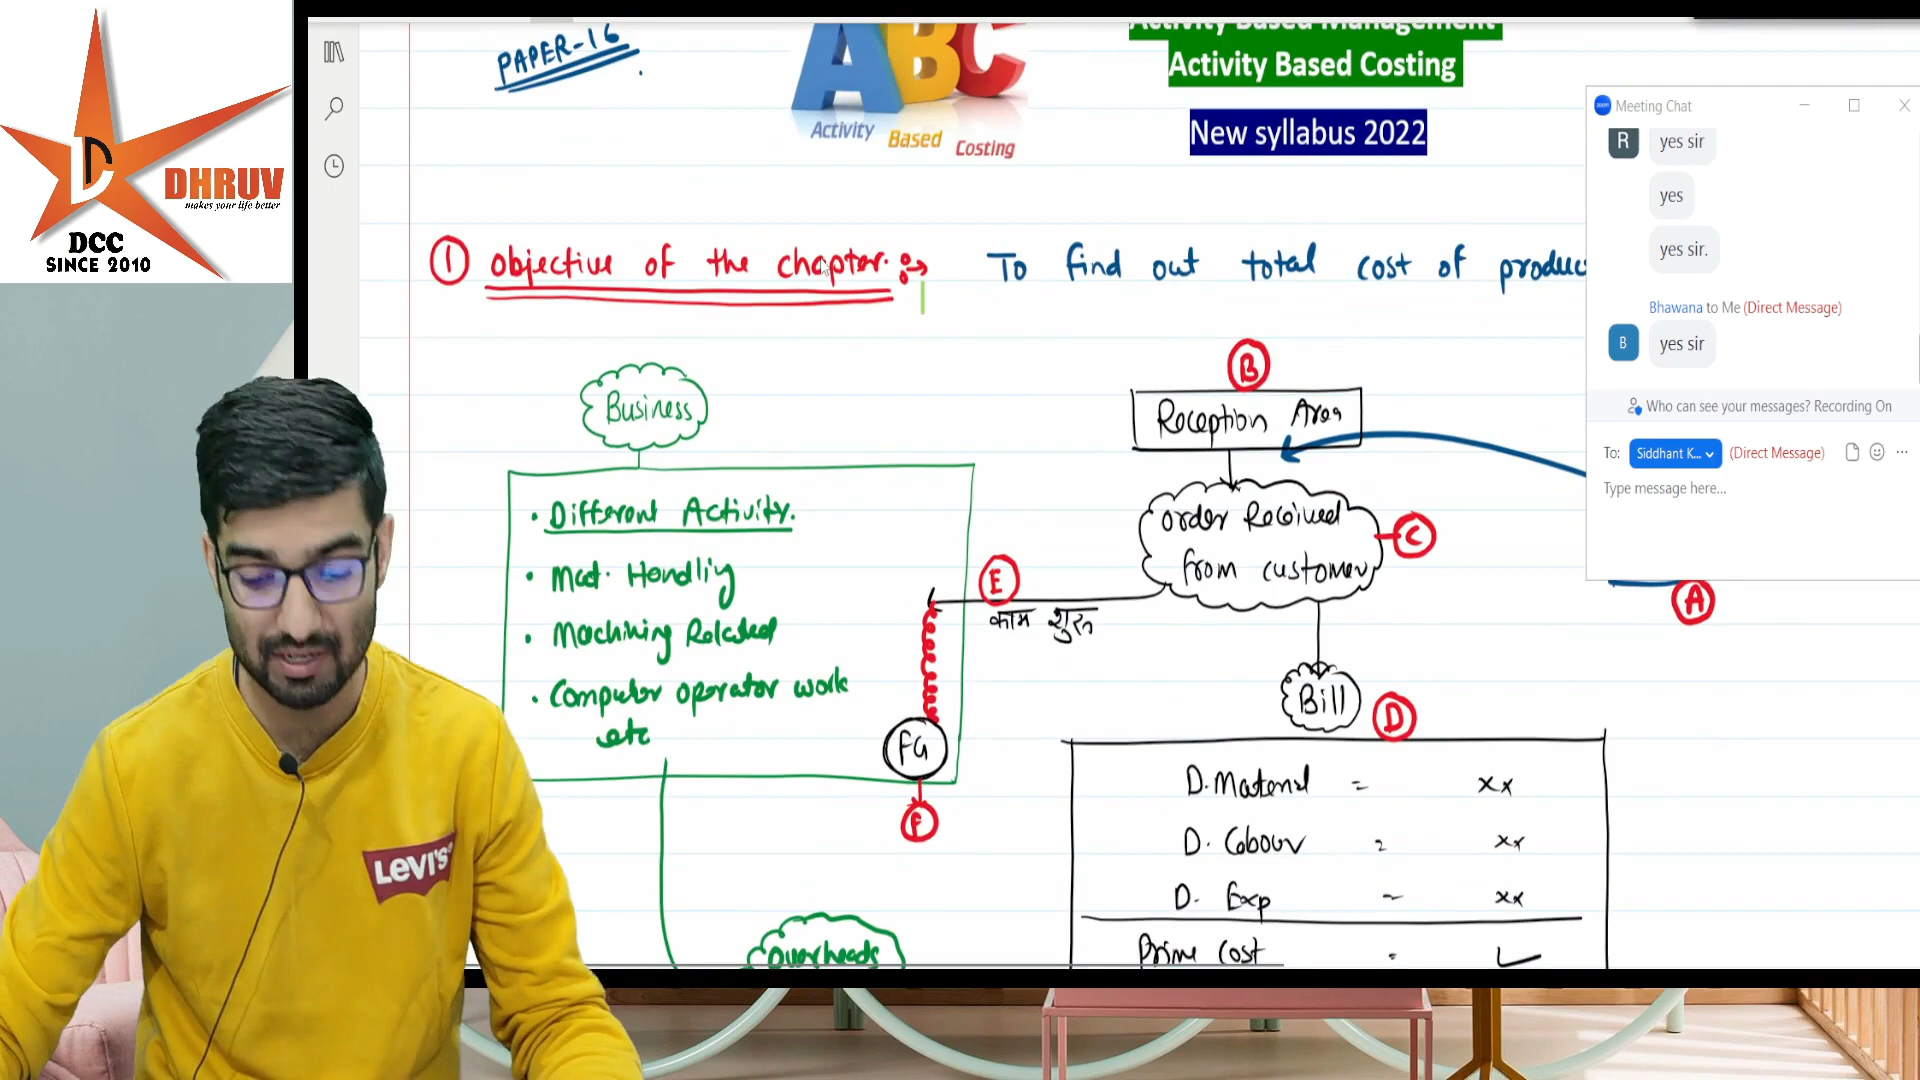 DHRUV
makes your life better
DCC
SINCE 2010
PAPER-16
ABC
Activity Based Costing
Activity Based Management
Activity Based Costing
New syllabus 2022
① Objective of the chapter :→ To find out total cost of produc
Business
• Different Activity.
• Mat. Handling
• Machining Related
• Computer operator work
etc
FG
F
E
काम शुरू
B
Reception Area
Order Received
from customer
C
A
Bill
D
D. Material = xx
D. Labour = xx
D. Exp = xx
Prime Cost =
Overheads
LEVI'S
Meeting Chat
R
yes sir
yes
yes sir.
Bhawana to Me (Direct Message)
B
yes sir
Who can see your messages? Recording On
To: Siddhant K... (Direct Message)
Type message here...